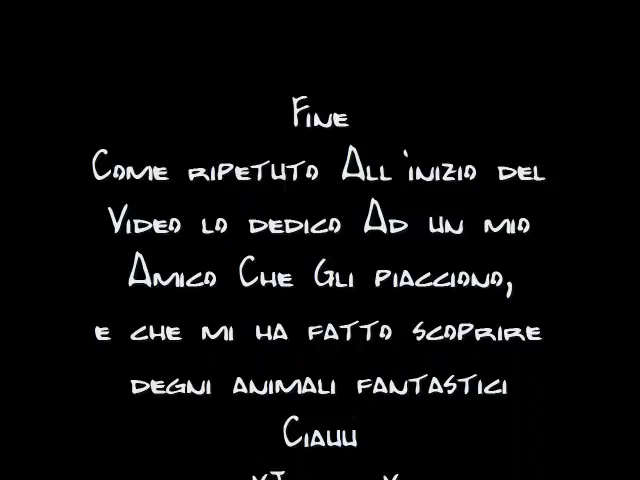 Fine
Come ripetuto All'inizio del
Video lo dedico Ad un mio
Amico Che Gli piacciono,
e che mi ha fatto scoprire
degni animali fantastici
Ciauu